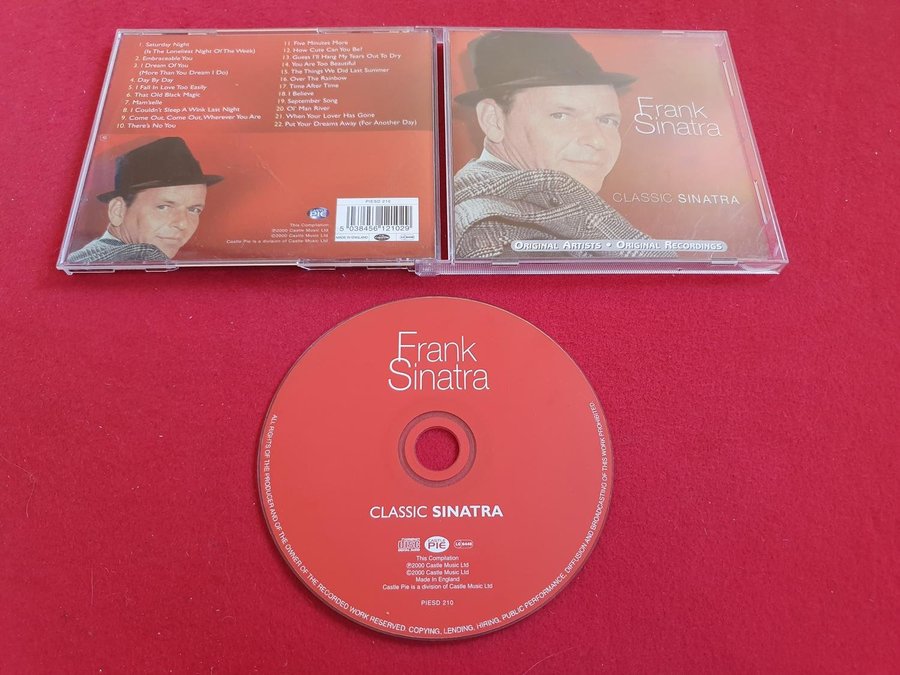 1. Saturday Night
(Is The Loneliest Night Of The Week)
2. Embraceable You
3. I Dream Of You
(More Than You Dream I Do)
4. Day By Day
5. I Fall In Love Too Easily
6. That Old Black Magic
7. Mam'selle
8. I Couldn't Sleep A Wink Last Night
9. Come Out, Come Out, Wherever You Are
10. There's No You
11. Five Minutes More
12. How Cute Can You Be?
13. Guess I'll Hang My Tears Out To Dry
14. You Are Too Beautiful
15. The Things We Did Last Summer
16. Over The Rainbow
17. Time After Time
18. I Believe
19. September Song
20. Ol' Man River
21. When Your Lover Has Gone
22. Put Your Dreams Away (For Another Day)
PIE
This Compilation
℗2000 Castle Music Ltd
©2000 Castle Music Ltd
Castle Pie is a division of Castle Music Ltd
PIESD 210
5 038456 121029
MADE IN ENGLAND
Frank
Sinatra
CLASSIC SINATRA
ORIGINAL ARTISTS • ORIGINAL RECORDINGS
Frank
Sinatra
CLASSIC SINATRA
PIE
This Compilation
℗2000 Castle Music Ltd
©2000 Castle Music Ltd
Made In England
Castle Pie is a division of Castle Music Ltd
PIESD 210
ALL RIGHTS OF THE PRODUCER AND OF THE OWNER OF THE RECORDED WORK RESERVED. COPYING, LENDING, HIRING, PUBLIC PERFORMANCE, DIFFUSION AND BROADCASTING OF THIS WORK PROHIBITED.